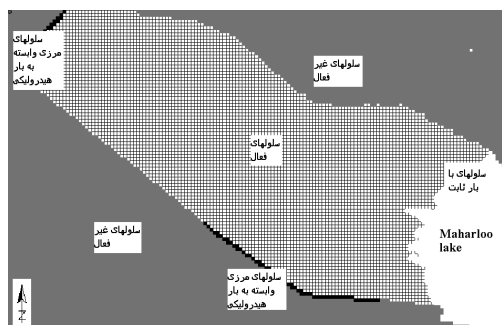 سلولهای
مرزی وابسته
به بار
هیدرولیکی
سلولهای غیر
فعال
سلولهای
فعال
سلولهای با
بار ثابت
Maharloo
lake
سلولهای غیر
فعال
سلولهای مرزی
وابسته به بار
هیدرولیکی
N